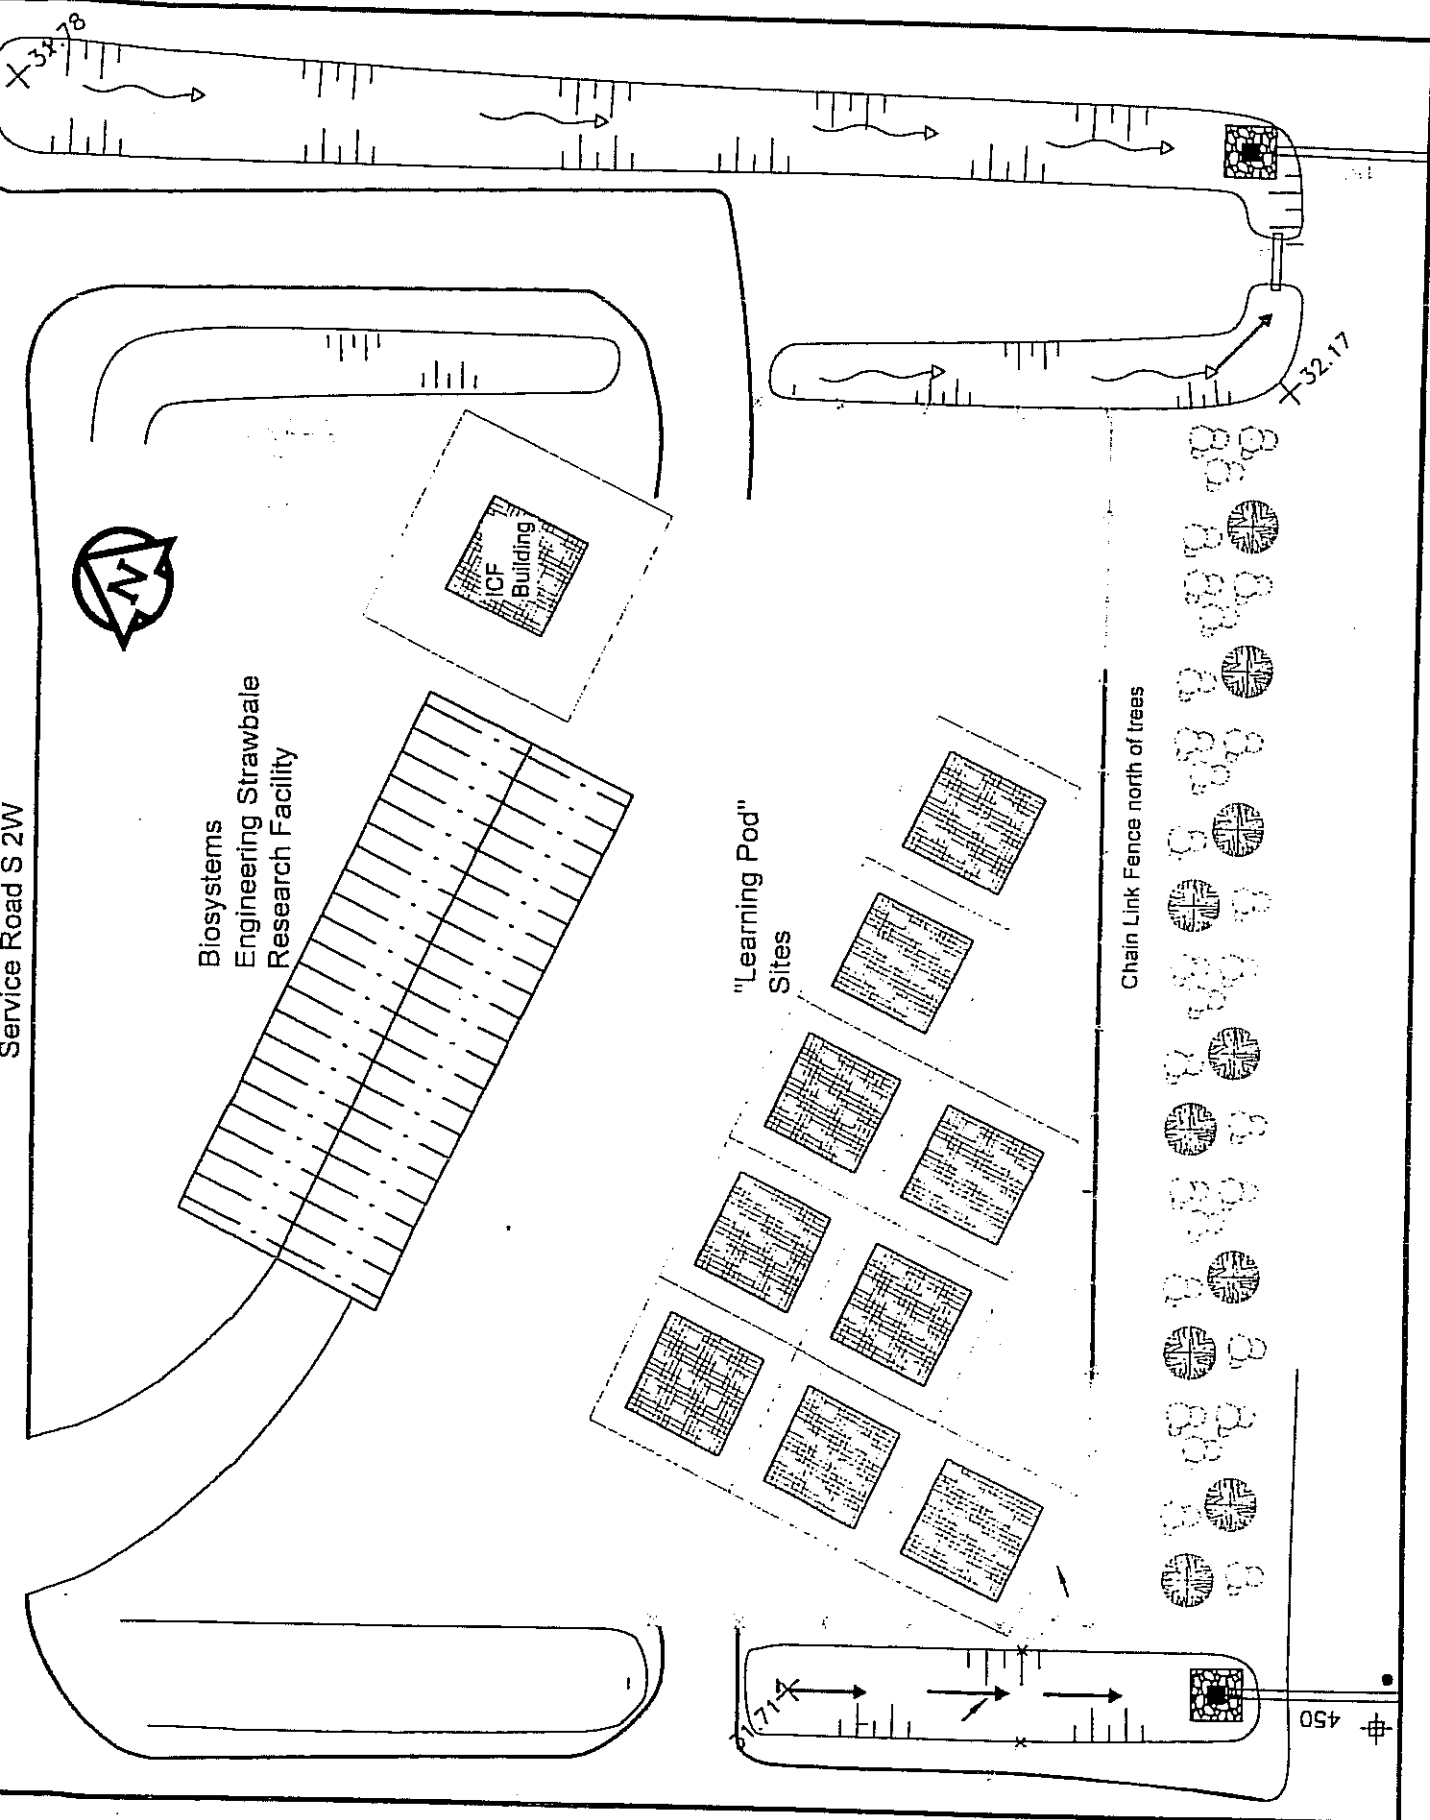 Service Road S 2W
Biosystems
Engineering Strawbale
Research Facility
ICF
Building
N
"Learning Pod"
Sites
Chain Link Fence north of trees
32.17
450